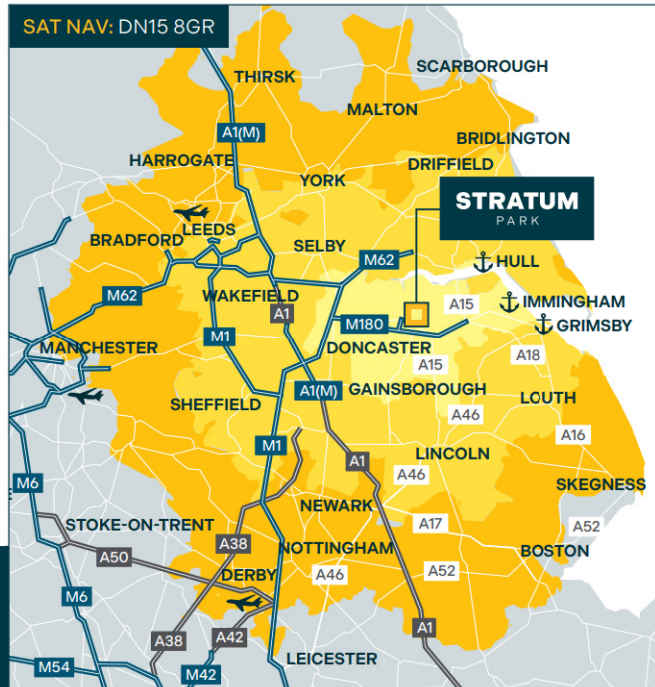 SAT NAV: DN15 8GR
SCARBOROUGH
THIRSK
MALTON
A1(M)
BRIDLINGTON
HARROGATE
DRIFFIELD
YORK
STRATUM
PARK
LEEDS
BRADFORD
SELBY
M62
HULL
M62
WAKEFIELD
A15
IMMINGHAM
A1
M180
GRIMSBY
M1
MANCHESTER
DONCASTER
A18
A15
A1(M)
GAINSBOROUGH
LOUTH
SHEFFIELD
A46
M1
A16
LINCOLN
A1
A46
M6
SKEGNESS
NEWARK
STOKE-ON-TRENT
A17
A52
A38
NOTTINGHAM
BOSTON
A50
A46
A52
DERBY
M6
A1
A38
A42
LEICESTER
M54
M42